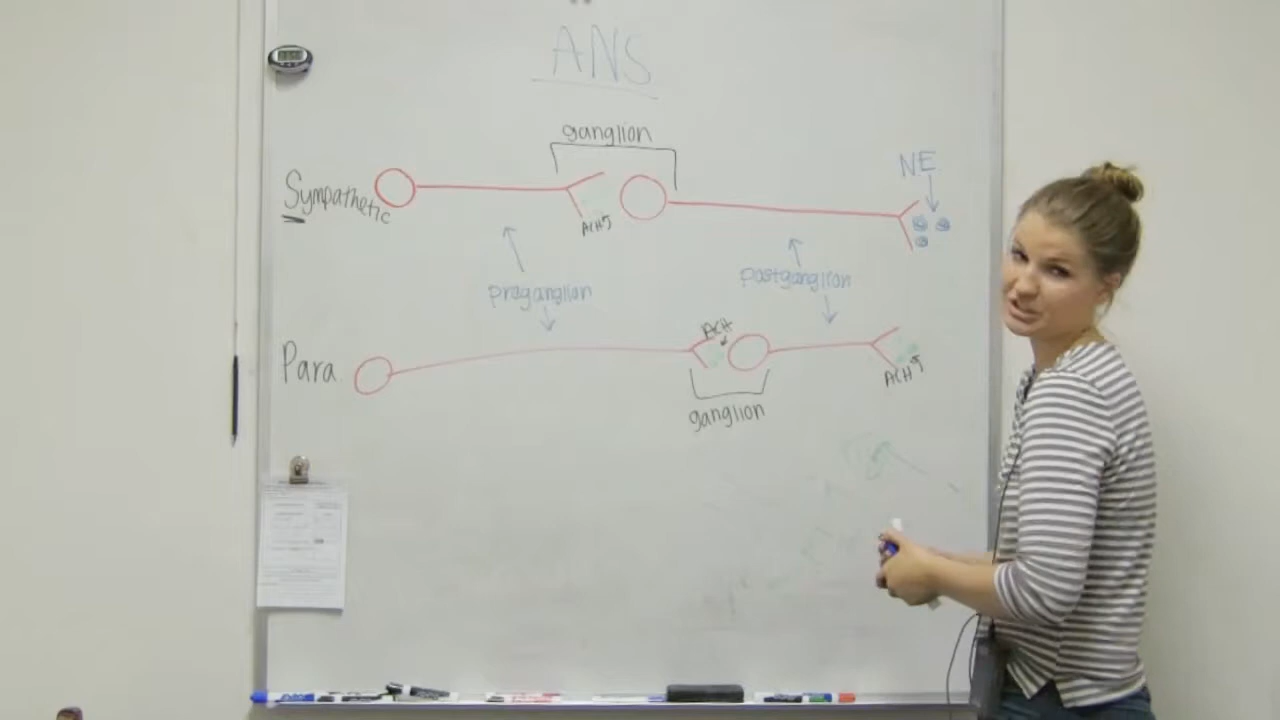 ANS
ganglion
NE
Sympathetic
ACH
preganglion
postganglion
ACH
Para.
ACH
ganglion